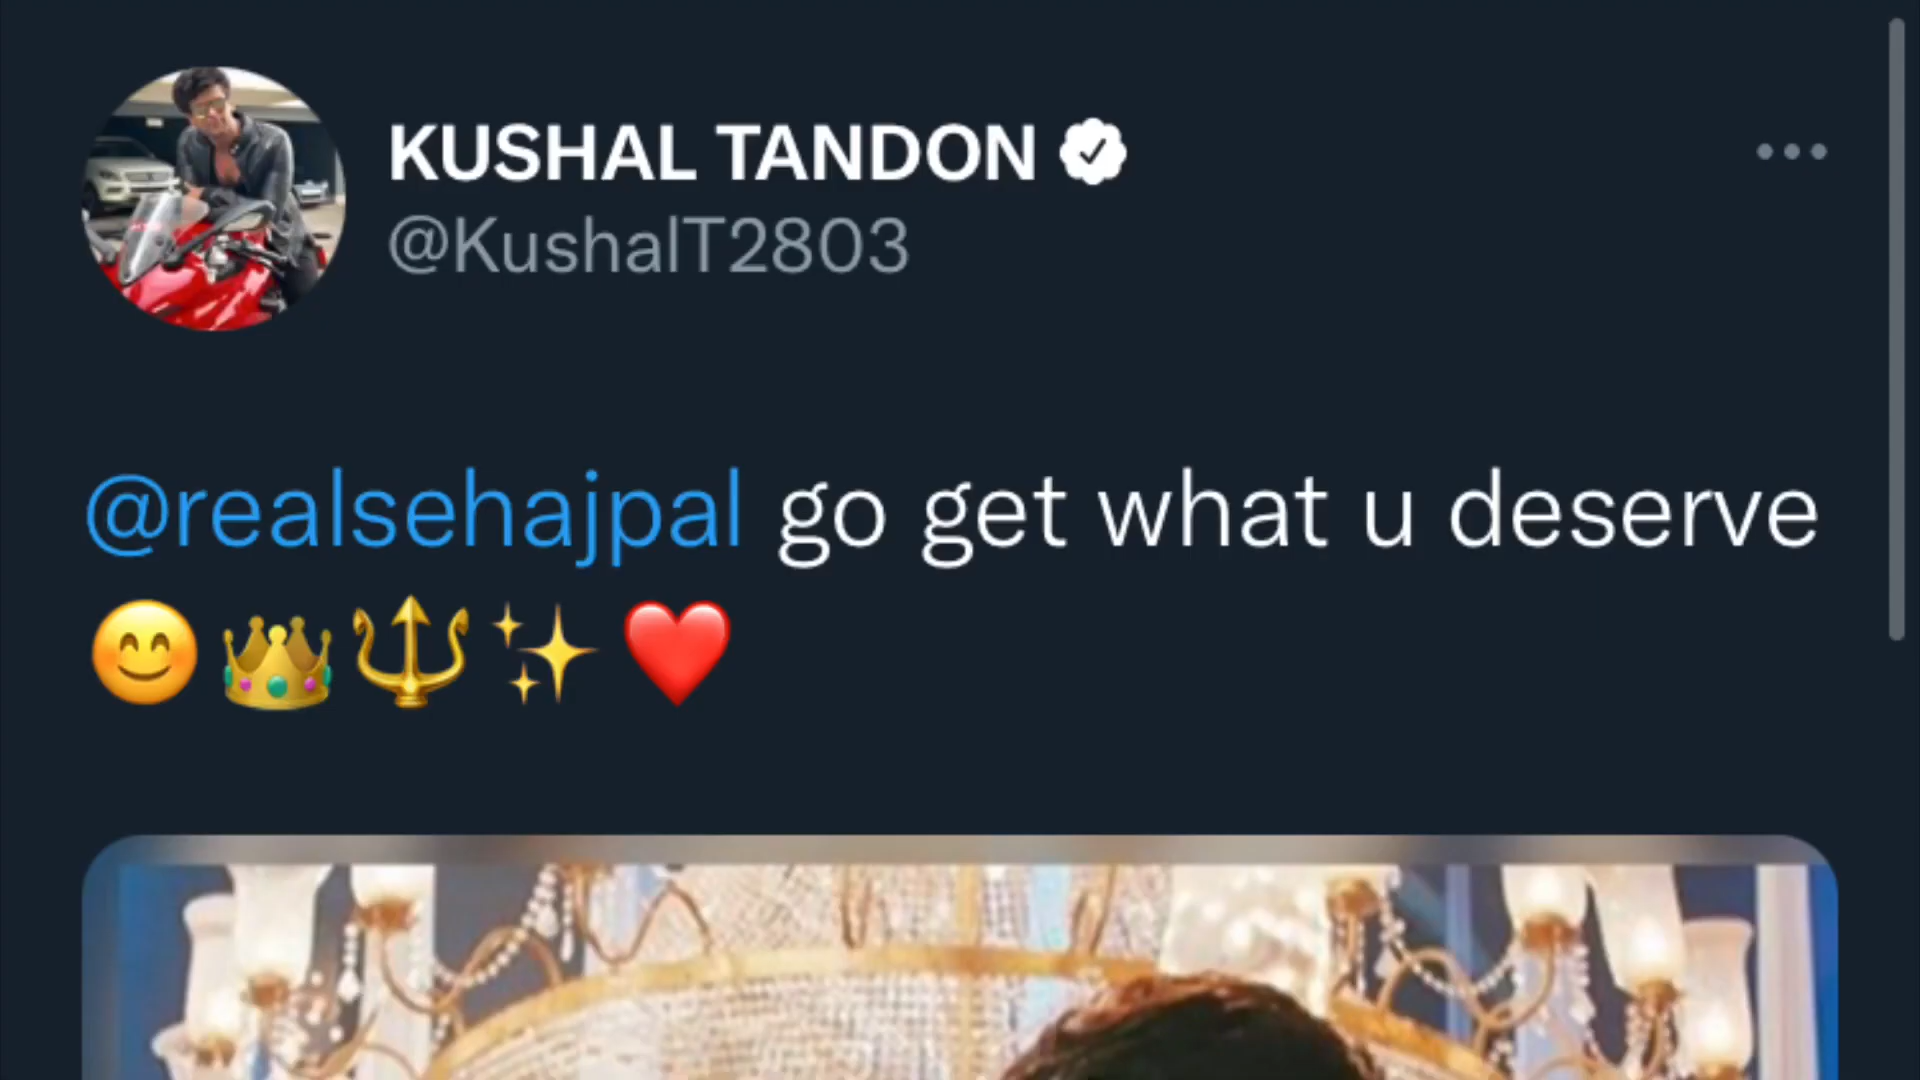 KUSHAL TANDON
@KushalT2803
@realsehajpal go get what u deserve
😊👑🔱✨❤️